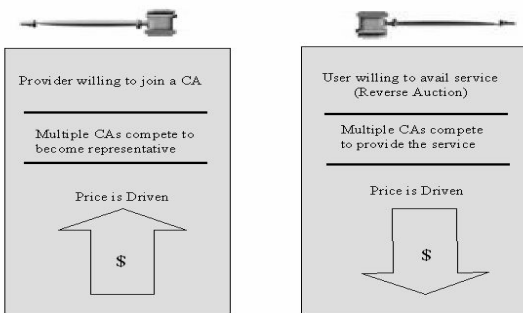 Provider willing to join a CA
Multiple CAs compete to
become representative
Price is Driven
$
User willing to avail service
(Reverse Auction)
Multiple CAs compete
to provide the service
Price is Driven
$